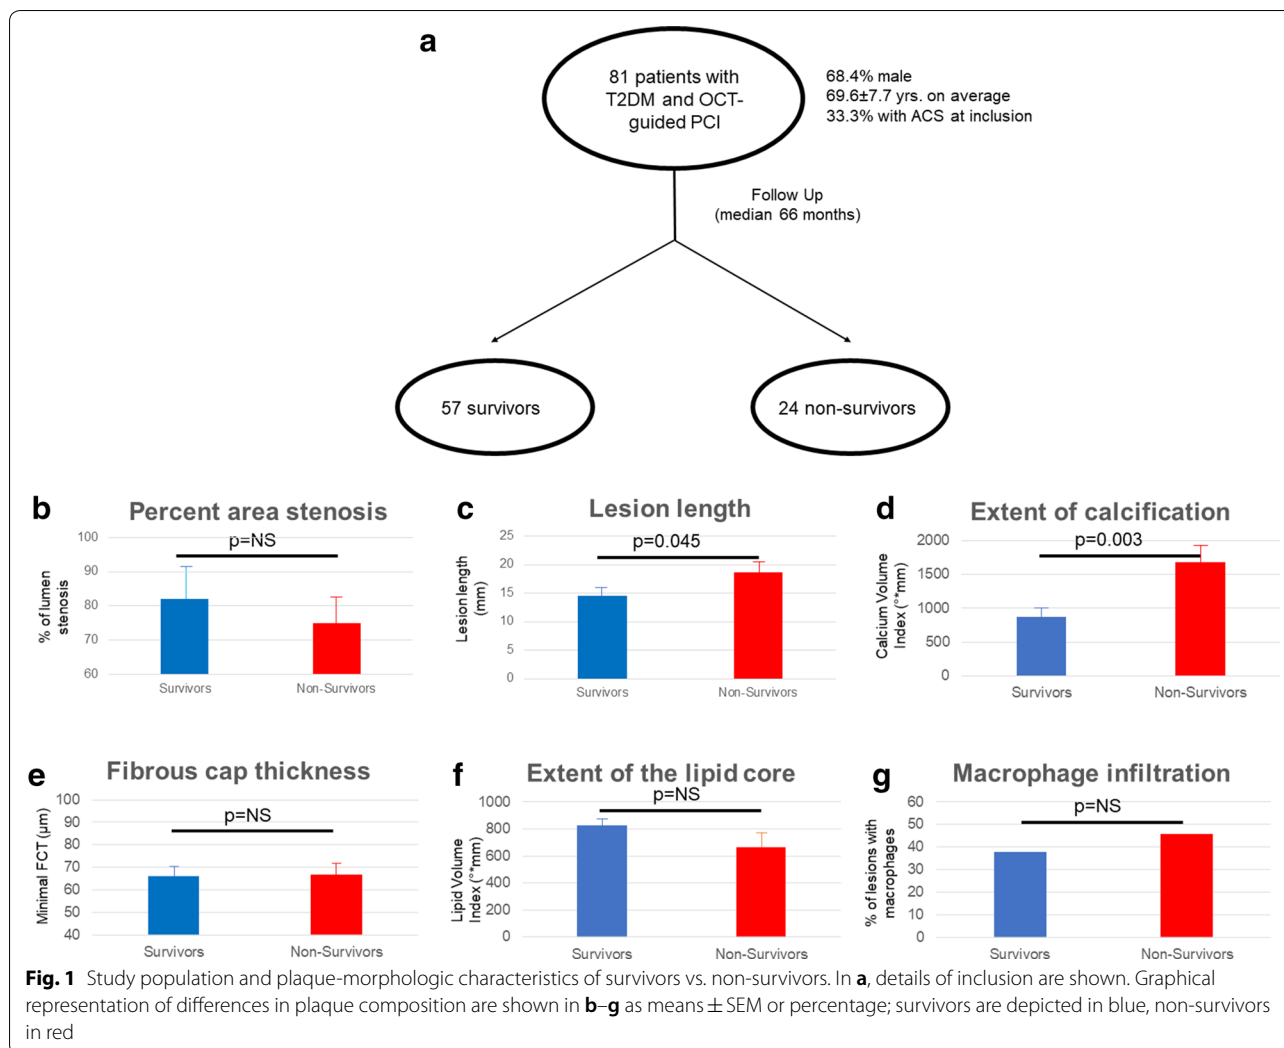 a
81 patients with
T2DM and OCT-
guided PCI
68.4% male
69.6±7.7 yrs. on average
33.3% with ACS at inclusion
Follow Up
(median 66 months)
57 survivors
24 non-survivors
b
Percent area stenosis
p=NS
% of lumen
stenosis
100
90
80
70
60
Survivors
Non-Survivors
c
Lesion length
p=0.045
Lesion length
(mm)
25
20
15
10
5
0
Survivors
Non-Survivors
d
Extent of calcification
p=0.003
Calcium Volume
Index (°*mm)
2000
1500
1000
500
0
Survivors
Non-Survivors
e
Fibrous cap thickness
p=NS
Minimal FCT (µm)
100
90
80
70
60
50
40
Survivors
Non-Survivors
f
Extent of the lipid core
p=NS
Lipid Volume
Index (°*mm)
1000
800
600
400
200
0
Survivors
Non-Survivors
g
Macrophage infiltration
p=NS
% of lesions with
macrophages
60
50
40
30
20
10
0
Survivors
Non-Survivors
Fig. 1 Study population and plaque-morphologic characteristics of survivors vs. non-survivors. In a, details of inclusion are shown. Graphical
representation of differences in plaque composition are shown in b–g as means ± SEM or percentage; survivors are depicted in blue, non-survivors
in red